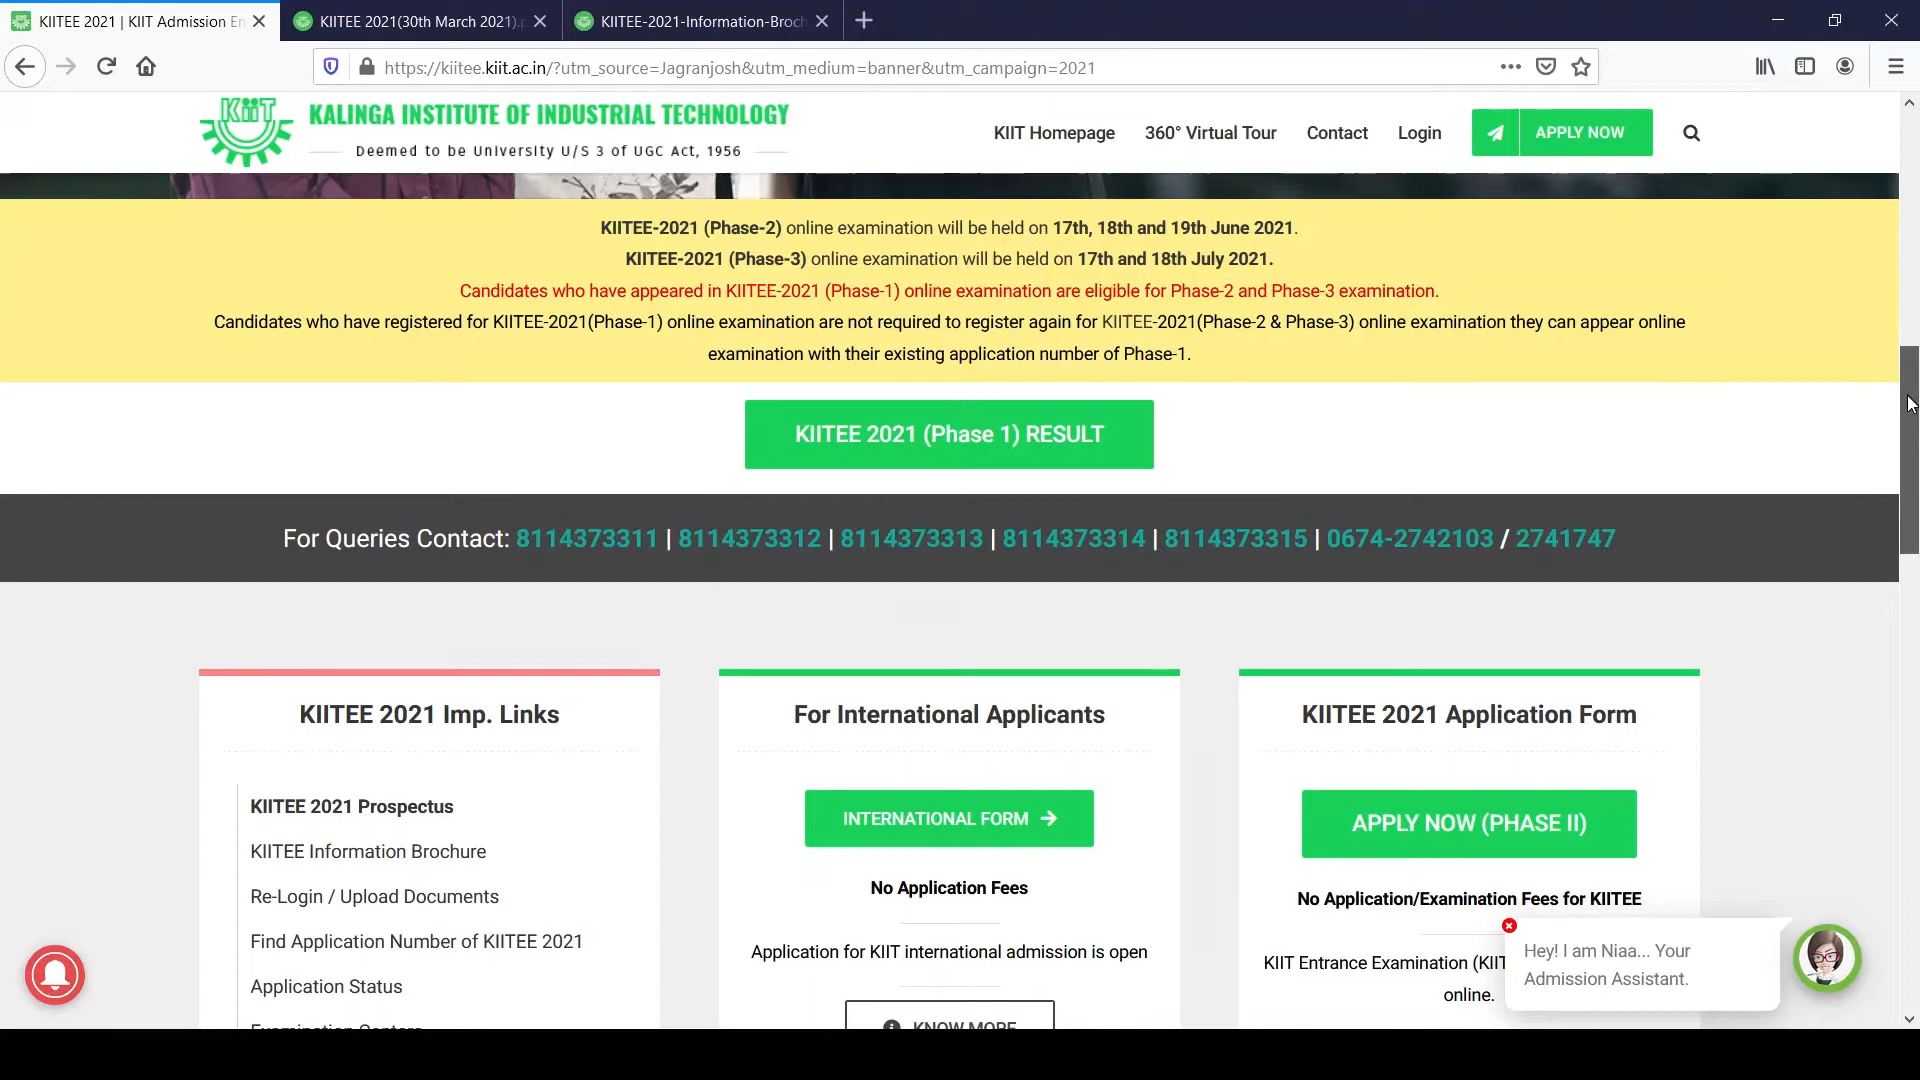 KIITEE 2021 | KIIT Admission En
KIITEE 2021(30th March 2021).p
KIITEE-2021-Information-Broch
https://kiitee.kiit.ac.in/?utm_source=Jagranjosh&utm_medium=banner&utm_campaign=2021
KiiT
KALINGA INSTITUTE OF INDUSTRIAL TECHNOLOGY
Deemed to be University U/S 3 of UGC Act, 1956
KIIT Homepage 360° Virtual Tour Contact Login APPLY NOW
KIITEE-2021 (Phase-2) online examination will be held on 17th, 18th and 19th June 2021.
KIITEE-2021 (Phase-3) online examination will be held on 17th and 18th July 2021.
Candidates who have appeared in KIITEE-2021 (Phase-1) online examination are eligible for Phase-2 and Phase-3 examination.
Candidates who have registered for KIITEE-2021(Phase-1) online examination are not required to register again for KIITEE-2021(Phase-2 & Phase-3) online examination they can appear online
examination with their existing application number of Phase-1.
KIITEE 2021 (Phase 1) RESULT
For Queries Contact: 8114373311 | 8114373312 | 8114373313 | 8114373314 | 8114373315 | 0674-2742103 / 2741747
KIITEE 2021 Imp. Links
KIITEE 2021 Prospectus
KIITEE Information Brochure
Re-Login / Upload Documents
Find Application Number of KIITEE 2021
Application Status
Examination Centers
For International Applicants
INTERNATIONAL FORM
No Application Fees
Application for KIIT international admission is open
KNOW MORE
KIITEE 2021 Application Form
APPLY NOW (PHASE II)
No Application/Examination Fees for KIITEE
KIIT Entrance Examination (KIIT
online.
Hey! I am Niaa... Your
Admission Assistant.